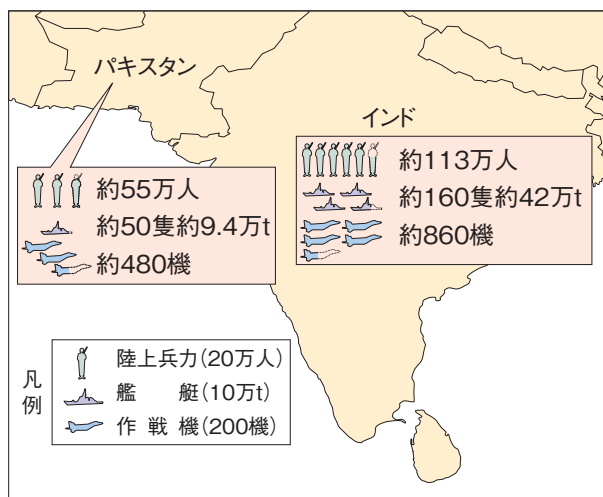 パキスタン
約55万人
約50隻約9.4万t
約480機
インド
約113万人
約160隻約42万t
約860機
凡例
陸上兵力(20万人)
艦艇(10万t)
作戦機(200機)